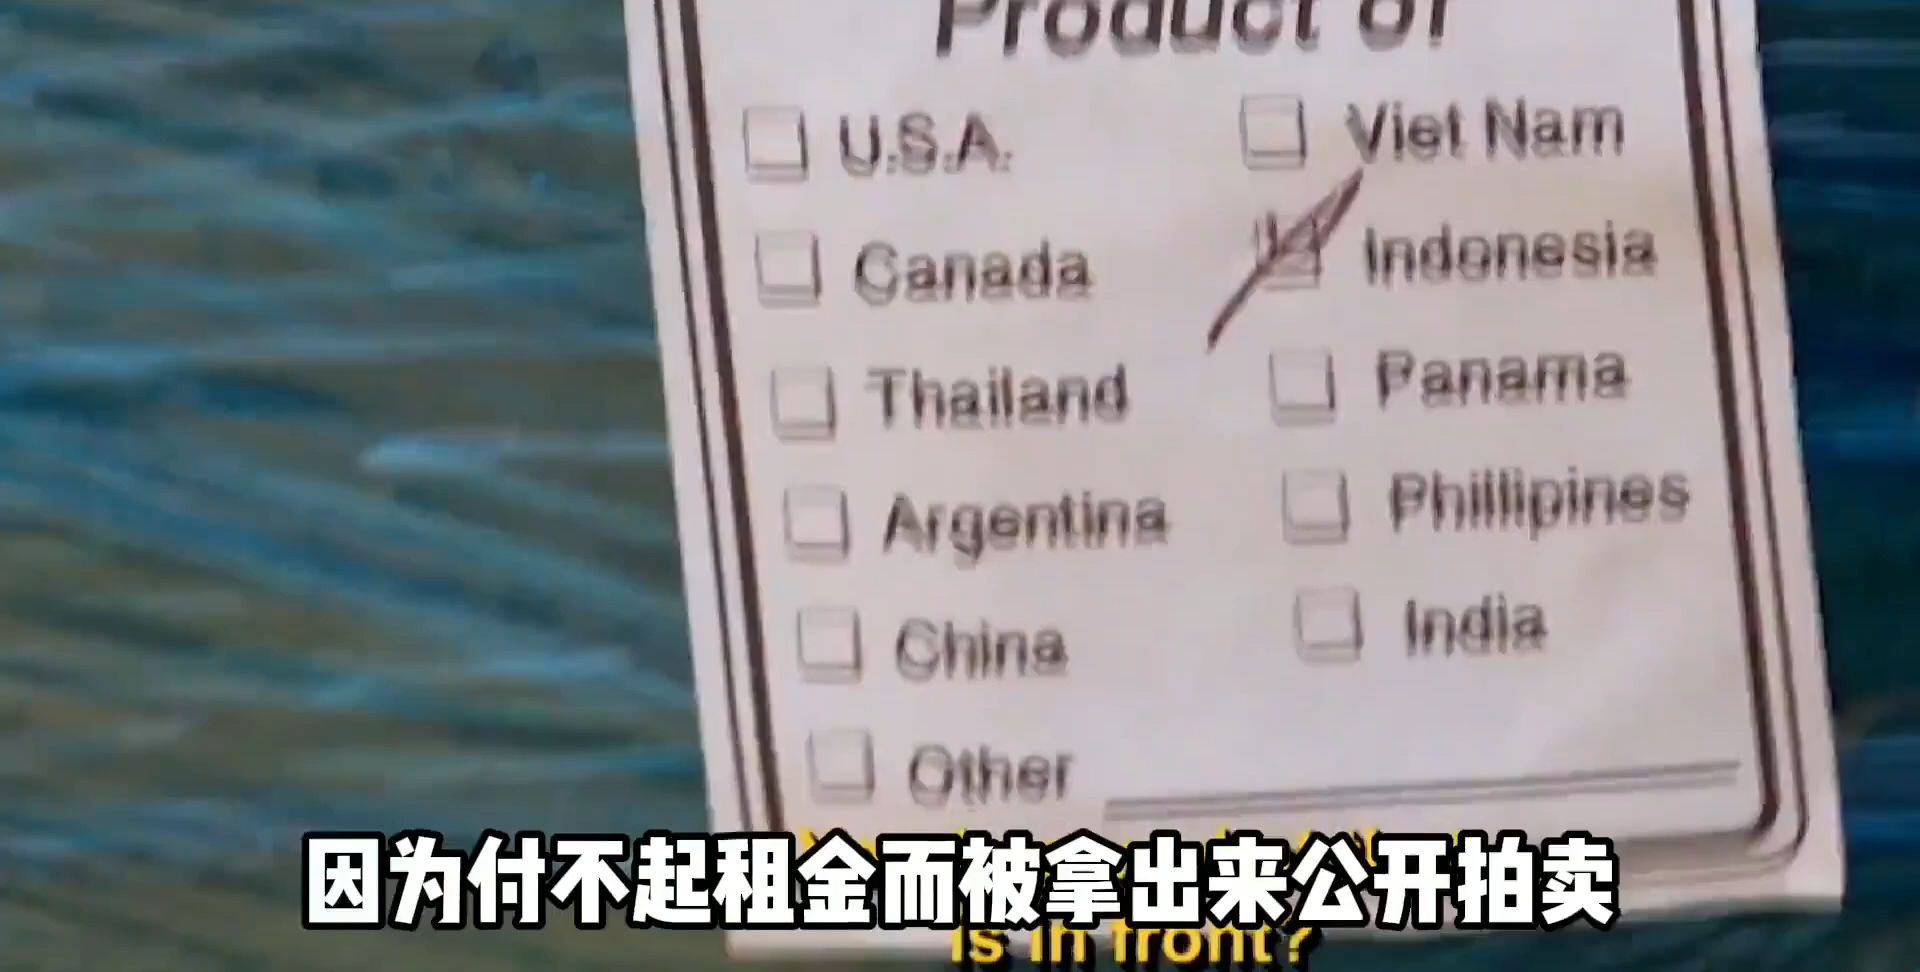 Product of
U.S.A.
Viet Nam
Canada
Indonesia
Thailand
Panama
Argentina
Phillipines
China
India
Other
因为付不起租金而被拿出来公开拍卖
is in front?